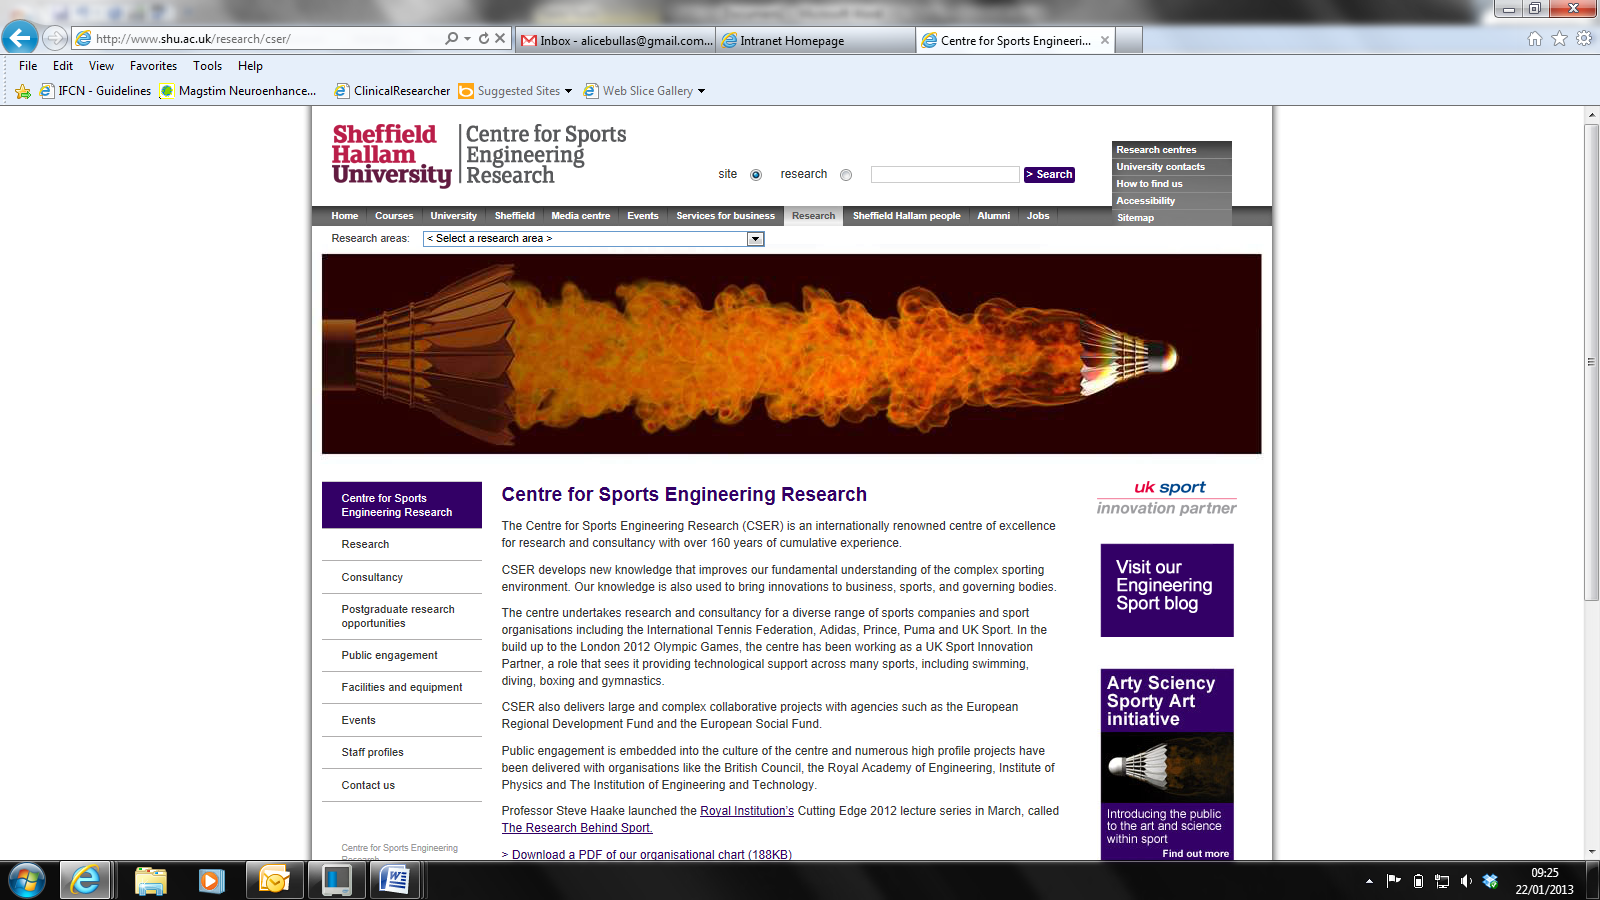 http://www.shu.ac.uk/research/cser/
Inbox - alicebullas@gmail.com...
Intranet Homepage
Centre for Sports Engineeri...
File Edit View Favorites Tools Help
IFCN - Guidelines
Magstim Neuroenhance...
ClinicalResearcher
Suggested Sites
Web Slice Gallery
Sheffield
Hallam
University
Centre for Sports
Engineering
Research
site
research
> Search
Research centres
University contacts
How to find us
Accessibility
Sitemap
Home Courses University Sheffield Media centre Events Services for business Research Sheffield Hallam people Alumni Jobs
Research areas: < Select a research area >
Centre for Sports
Engineering Research
Research
Consultancy
Postgraduate research
opportunities
Public engagement
Facilities and equipment
Events
Staff profiles
Contact us
Centre for Sports Engineering
Research
Centre for Sports Engineering Research
The Centre for Sports Engineering Research (CSER) is an internationally renowned centre of excellence
for research and consultancy with over 160 years of cumulative experience.
CSER develops new knowledge that improves our fundamental understanding of the complex sporting
environment. Our knowledge is also used to bring innovations to business, sports, and governing bodies.
The centre undertakes research and consultancy for a diverse range of sports companies and sport
organisations including the International Tennis Federation, Adidas, Prince, Puma and UK Sport. In the
build up to the London 2012 Olympic Games, the centre has been working as a UK Sport Innovation
Partner, a role that sees it providing technological support across many sports, including swimming,
diving, boxing and gymnastics.
CSER also delivers large and complex collaborative projects with agencies such as the European
Regional Development Fund and the European Social Fund.
Public engagement is embedded into the culture of the centre and numerous high profile projects have
been delivered with organisations like the British Council, the Royal Academy of Engineering, Institute of
Physics and The Institution of Engineering and Technology.
Professor Steve Haake launched the Royal Institution's Cutting Edge 2012 lecture series in March, called
The Research Behind Sport.
> Download a PDF of our organisational chart (188KB)
uk sport
innovation partner
Visit our
Engineering
Sport blog
Arty Sciency
Sporty Art
initiative
Introducing the public
to the art and science
within sport
Find out more
09:25
22/01/2013